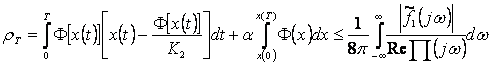 ρ_T = ∫_0^T Φ[x(t)] [x(t) − Φ[x(t)]/K_2] dt + α ∫_{x(0)}^{x(T)} Φ(x)dx ≤ 1/(8π) ∫_{−∞}^{∞} |f̃_1(jω)|/(Re ∏(jω)) dω